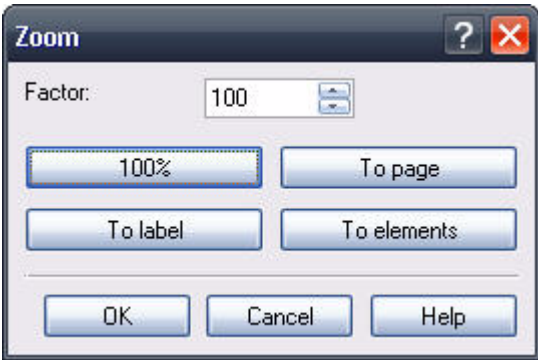 Zoom ?
Factor: 100
100% To page
To label To elements
OK Cancel Help